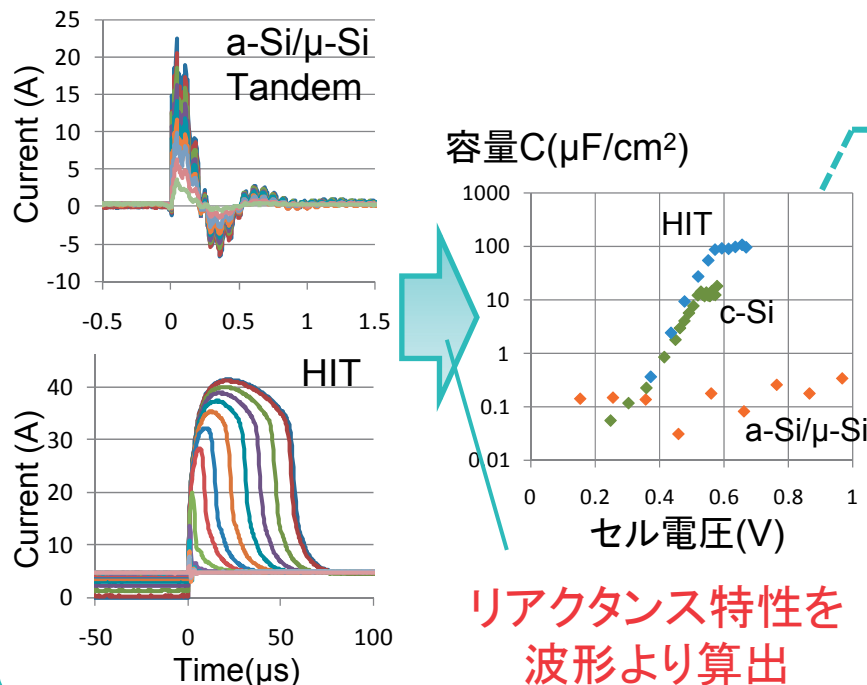 25
20
15
10
5
0
-5
-10
Current (A)
a-Si/μ-Si
Tandem
-0.5
0
0.5
1
1.5
40
30
20
10
0
Current (A)
HIT
-50
0
50
100
Time(μs)
容量C(μF/cm²)
1000
100
10
1
0.1
0.01
HIT
c-Si
a-Si/μ-Si
0
0.2
0.4
0.6
0.8
1
セル電圧(V)
リアクタンス特性を
波形より算出